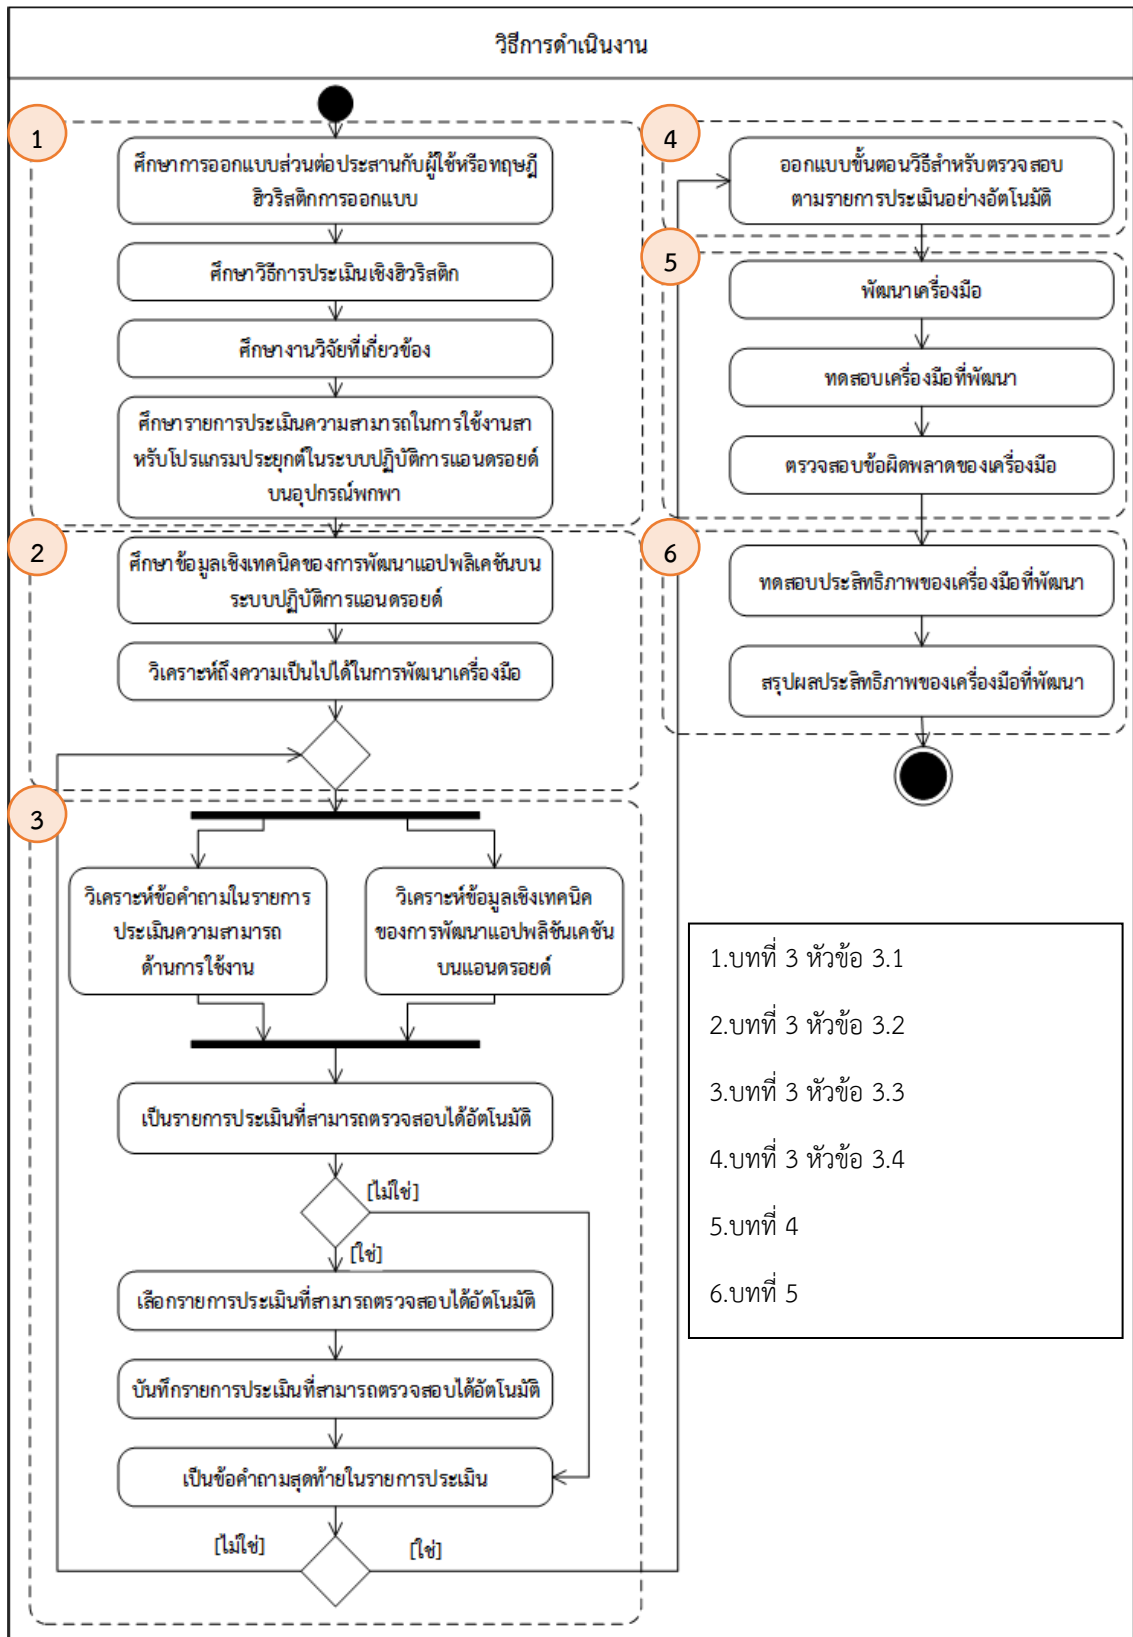 วิธีการดำเนินงาน
1
ศึกษาการออกแบบส่วนต่อประสานกับผู้ใช้หรือทฤษฎี
ฮิวริสติกการออกแบบ
ศึกษาวิธีการประเมินเชิงฮิวริสติก
ศึกษางานวิจัยที่เกี่ยวข้อง
ศึกษารายการประเมินความสามารถในการใช้งานสา
หรับโปรแกรมประยุกต์ในระบบปฏิบัติการแอนดรอยด์
บนอุปกรณ์พกพา
2
ศึกษาข้อมูลเชิงเทคนิคของการพัฒนาแอปพลิเคชันบน
ระบบปฏิบัติการแอนดรอยด์
วิเคราะห์ถึงความเป็นไปได้ในการพัฒนาเครื่องมือ
3
วิเคราะห์ข้อคำถามในรายการ
ประเมินความสามารถ
ด้านการใช้งาน
วิเคราะห์ข้อมูลเชิงเทคนิค
ของการพัฒนาแอปพลิชันเคชัน
บนแอนดรอยด์
เป็นรายการประเมินที่สามารถตรวจสอบได้อัตโนมัติ
[ไม่ใช่]
[ใช่]
เลือกรายการประเมินที่สามารถตรวจสอบได้อัตโนมัติ
บันทึกรายการประเมินที่สามารถตรวจสอบได้อัตโนมัติ
เป็นข้อคำถามสุดท้ายในรายการประเมิน
[ไม่ใช่]
[ใช่]
4
ออกแบบขั้นตอนวิธีสำหรับตรวจสอบ
ตามรายการประเมินอย่างอัตโนมัติ
5
พัฒนาเครื่องมือ
ทดสอบเครื่องมือที่พัฒนา
ตรวจสอบข้อผิดพลาดของเครื่องมือ
6
ทดสอบประสิทธิภาพของเครื่องมือที่พัฒนา
สรุปผลประสิทธิภาพของเครื่องมือที่พัฒนา
1.บทที่ 3 หัวข้อ 3.1
2.บทที่ 3 หัวข้อ 3.2
3.บทที่ 3 หัวข้อ 3.3
4.บทที่ 3 หัวข้อ 3.4
5.บทที่ 4
6.บทที่ 5